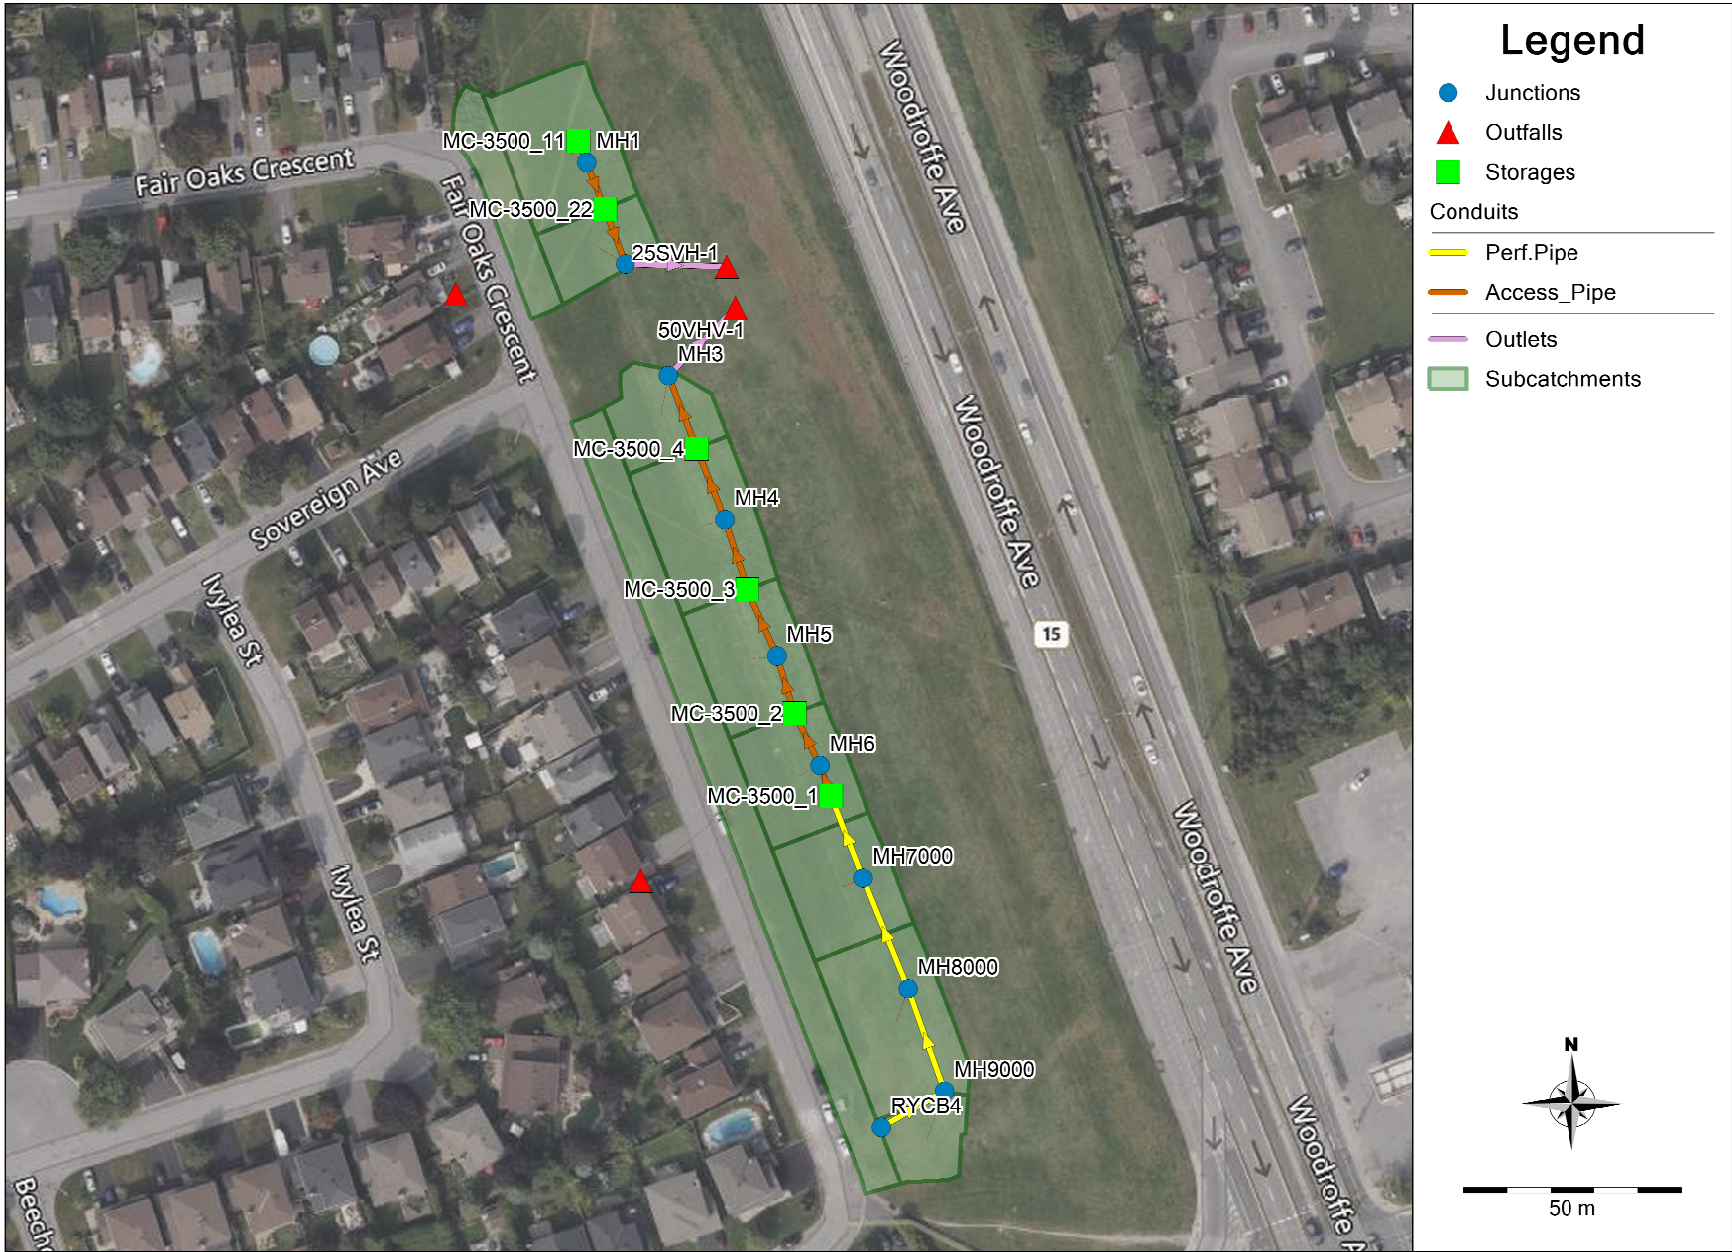 Legend
Junctions
Outfalls
Storages
Conduits
Perf.Pipe
Access_Pipe
Outlets
Subcatchments
MC-3500_11
MH1
Fair Oaks Crescent
Fair Oaks Crescent
MC-3500_22
25SVH-1
50VHV-1
MH3
MC-3500_4
MH4
MC-3500_3
MH5
MC-3500_2
MH6
MC-3500_1
MH7000
MH8000
MH9000
RYCB4
Woodroffe Ave
Woodroffe Ave
15
Woodroffe Ave
Woodroffe A
Sovereign Ave
Ivylea St
Ivylea St
Beech
N
50 m